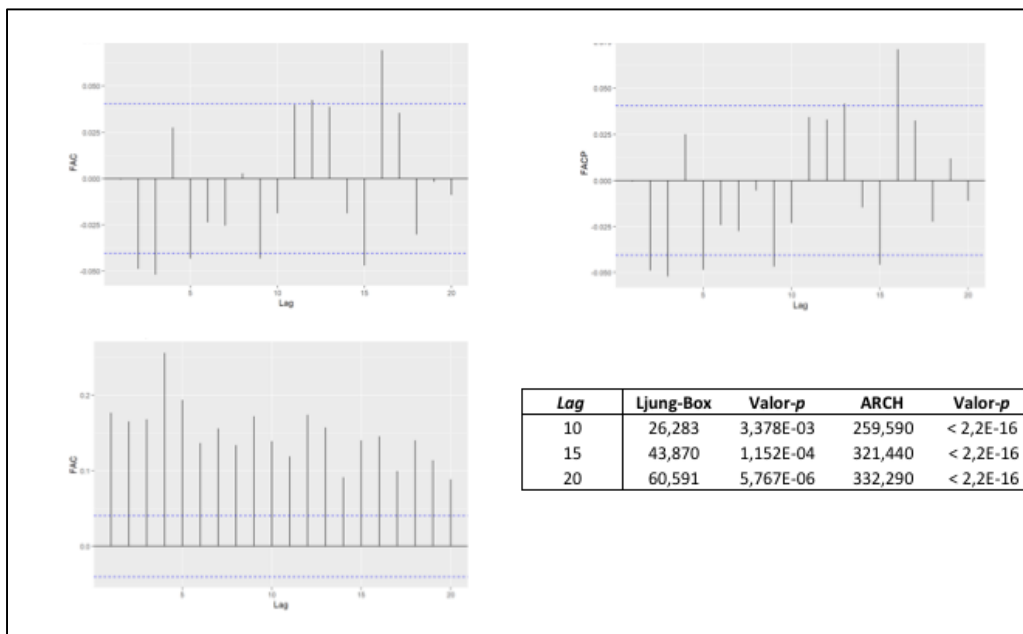 0.050
0.025
0.000
-0.025
-0.050
FAC
5 10 15 20
Lag
0.050
0.025
0.000
-0.025
-0.050
FACP
5 10 15 20
Lag
0.2
0.1
0.0
FAC
5 10 15 20
Lag
Lag Ljung-Box Valor-p ARCH Valor-p
10 26,283 3,378E-03 259,590 < 2,2E-16
15 43,870 1,152E-04 321,440 < 2,2E-16
20 60,591 5,767E-06 332,290 < 2,2E-16